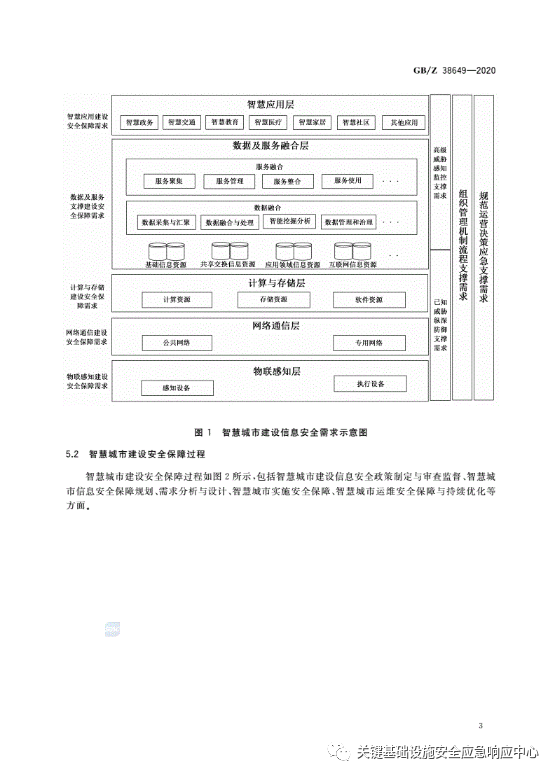 GB/Z 38649—2020
智慧应用建设
安全保障需求
智慧应用层
智慧政务
智慧交通
智慧教育
智慧医疗
智慧家居
智慧社区
其他应用
数据及服务
支撑建设安
全保障需求
数据及服务融合层
服务融合
服务聚集
服务管理
服务整合
服务使用
· · ·
数据融合
数据采集与汇聚
数据融合与处理
智能挖掘分析
数据管理和治理
· · ·
基础信息资源
共享交换信息资源
应用领域信息资源
互联网信息资源
· ·
计算与存储
建设安全保
障需求
计算与存储层
计算资源
存储资源
软件资源
网络通信建设
安全保障需求
网络通信层
公共网络
专用网络
物联感知建设
安全保障需求
物联感知层
感知设备
执行设备
高级
威胁
感知
监控
支撑
需求
已知
威胁
纵深
防御
支撑
需求
组织管理机制流程支撑需求
规范运营决策应急支撑需求
图 1 智慧城市建设信息安全需求示意图
5.2 智慧城市建设安全保障过程
智慧城市建设安全保障过程如图 2 所示,包括智慧城市建设信息安全政策制定与审查监督、智慧城
市信息安全保障规划、需求分析与设计、智慧城市实施安全保障、智慧城市运维安全保障与持续优化等
方面。
3
关键基础设施安全应急响应中心